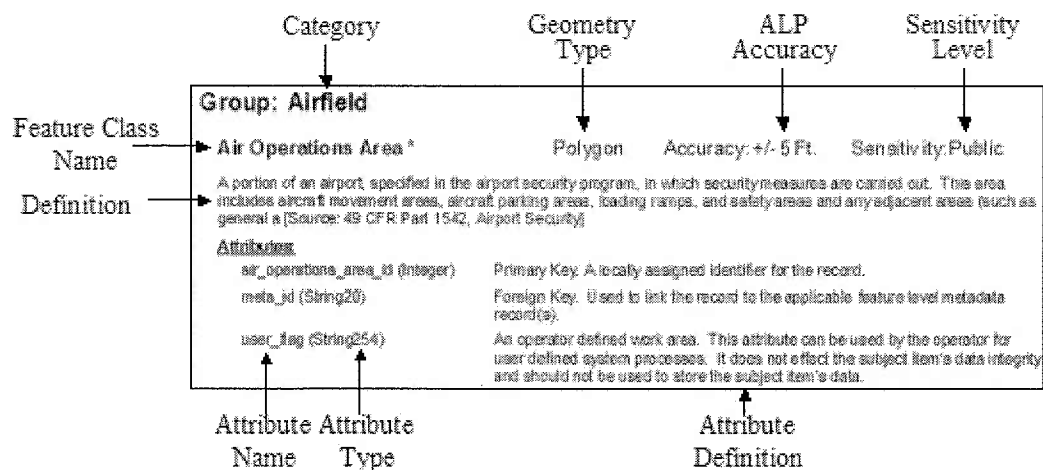 Category
Geometry Type
ALP Accuracy
Sensitivity Level
Group: Airfield
Feature Class Name
Air Operations Area * Polygon Accuracy: +/- 5 Ft. Sensitivity: Public
Definition
A portion of an airport, specified in the airport security program, in which security measures are carried out. This area
includes aircraft movement areas, aircraft parking areas, loading ramps, and safety areas and any adjacent areas (such as
general a [Source: 49 CFR Part 1542, Airport Security]
Attributes
air_operations_area_id (Integer) Primary Key. A locally assigned identifier for the record.
meta_id (String20) Foreign Key. Used to link the record to the applicable feature level metadata
record(s).
user_flag (String254) An operator defined work area. This attribute can be used by the operator for
user defined system processes. It does not effect the subject item's data integrity
and should not be used to store the subject item's data.
Attribute Name
Attribute Type
Attribute Definition